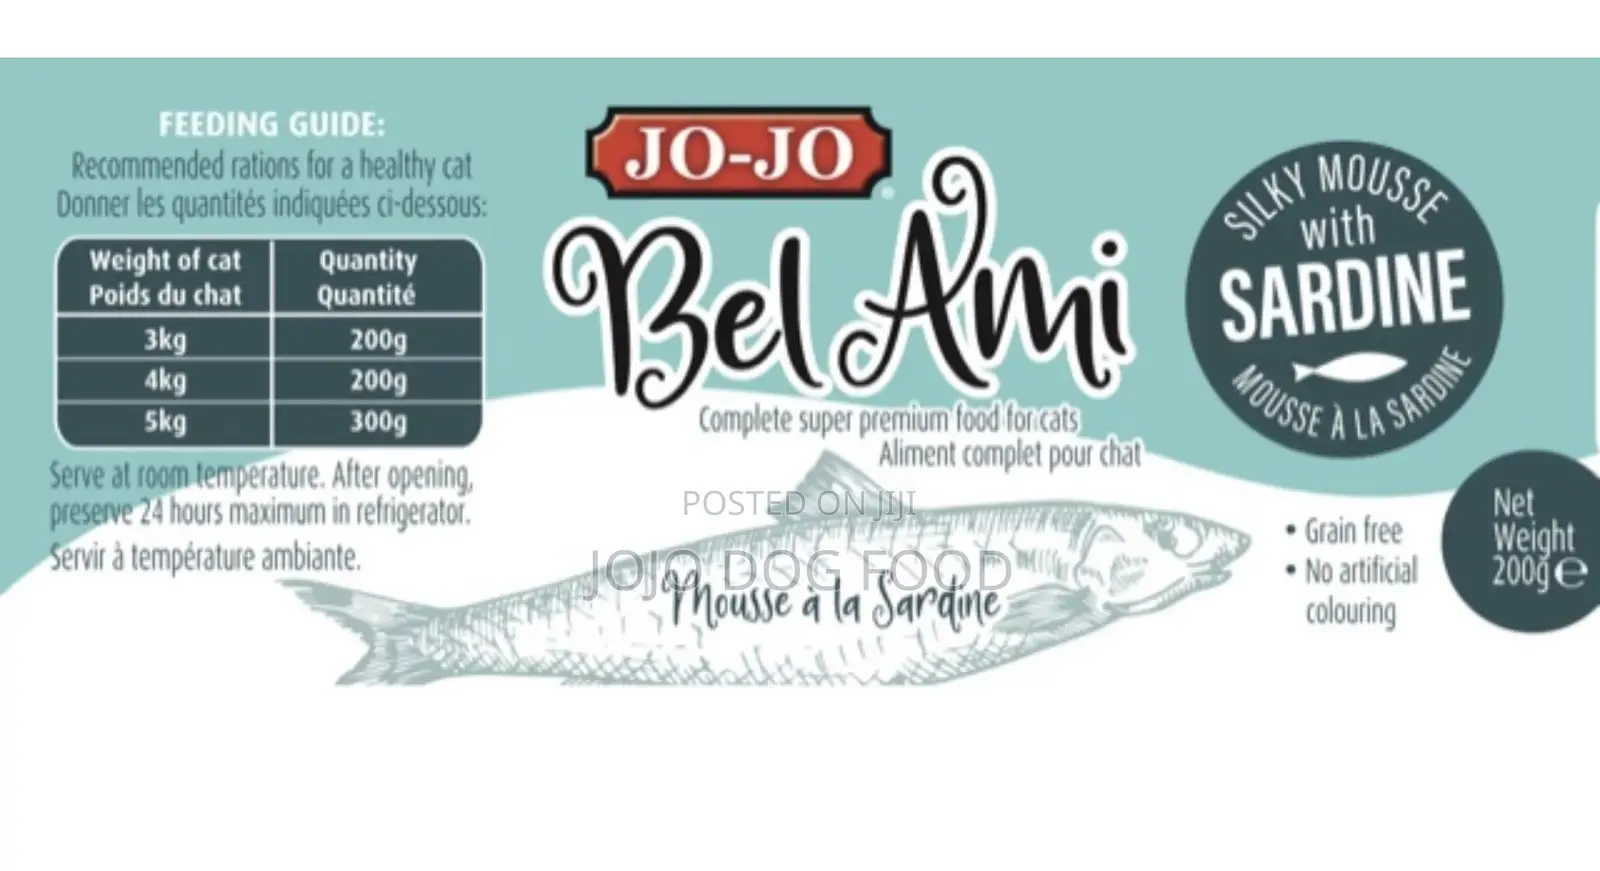 FEEDING GUIDE:
Recommended rations for a healthy cat
Donner les quantités indiquées ci-dessous:
Weight of cat Quantity
Poids du chat Quantité
3kg 200g
4kg 200g
5kg 300g
Serve at room temperature. After opening,
preserve 24 hours maximum in refrigerator.
Servir à température ambiante.
JO-JO
Bel Ami
Complete super premium food for cats
Aliment complet pour chat
POSTED ON JIJI
JOJO DOG FOOD
Mousse à la Sardine
SILKY MOUSSE
with
SARDINE
MOUSSE À LA SARDINE
• Grain free
• No artificial
colouring
Net
Weight
200g ℮